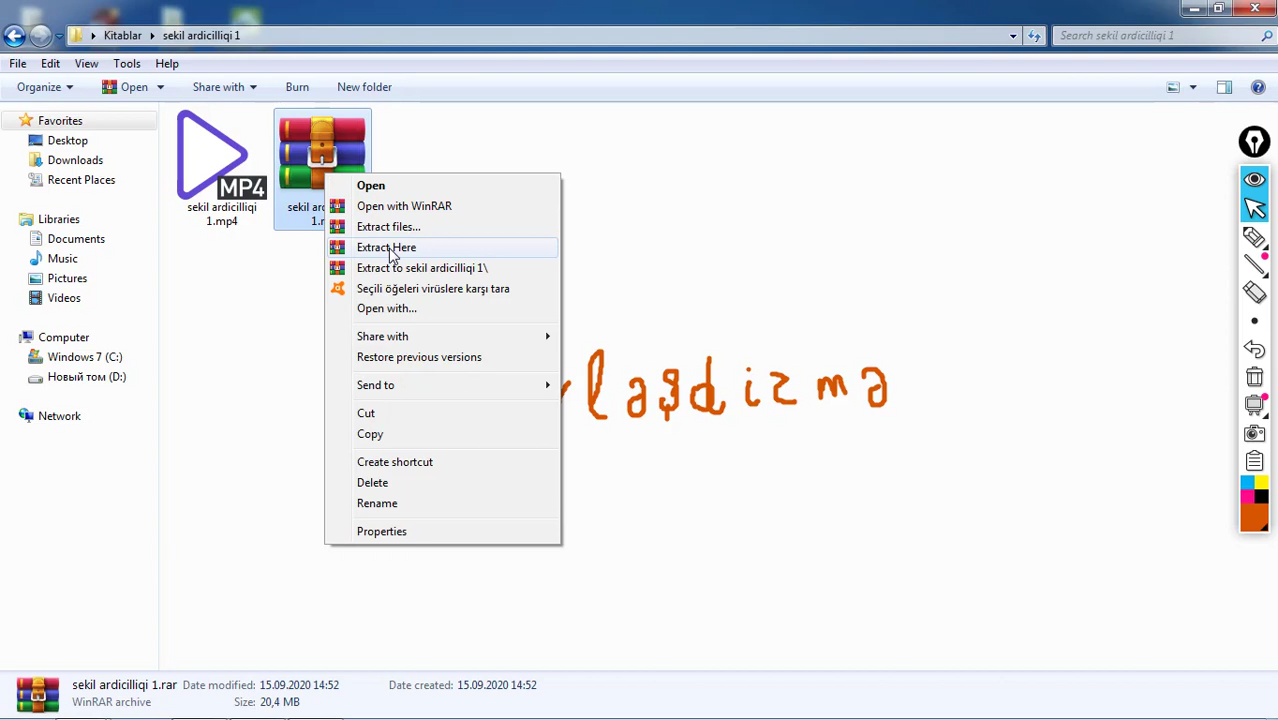 Kitablar
sekil ardicilliqi 1
Search sekil ardicilliqi 1
File
Edit
View
Tools
Help
Organize
Open
Share with
Burn
New folder
Favorites
Desktop
Downloads
Recent Places
Libraries
Documents
Music
Pictures
Videos
Computer
Windows 7 (C:)
Новый том (D:)
Network
MP4
sekil ardicilliqi
1.mp4
Open
Open with WinRAR
Extract files...
Extract Here
Extract to sekil ardicilliqi 1\
Seçili öğeleri virüslere karşı tara
Open with...
Share with
Restore previous versions
Send to
Cut
Copy
Create shortcut
Delete
Rename
Properties
sekil ardicilliqi 1.rar
Date modified: 15.09.2020 14:52
Date created: 15.09.2020 14:52
WinRAR archive
Size: 20,4 MB